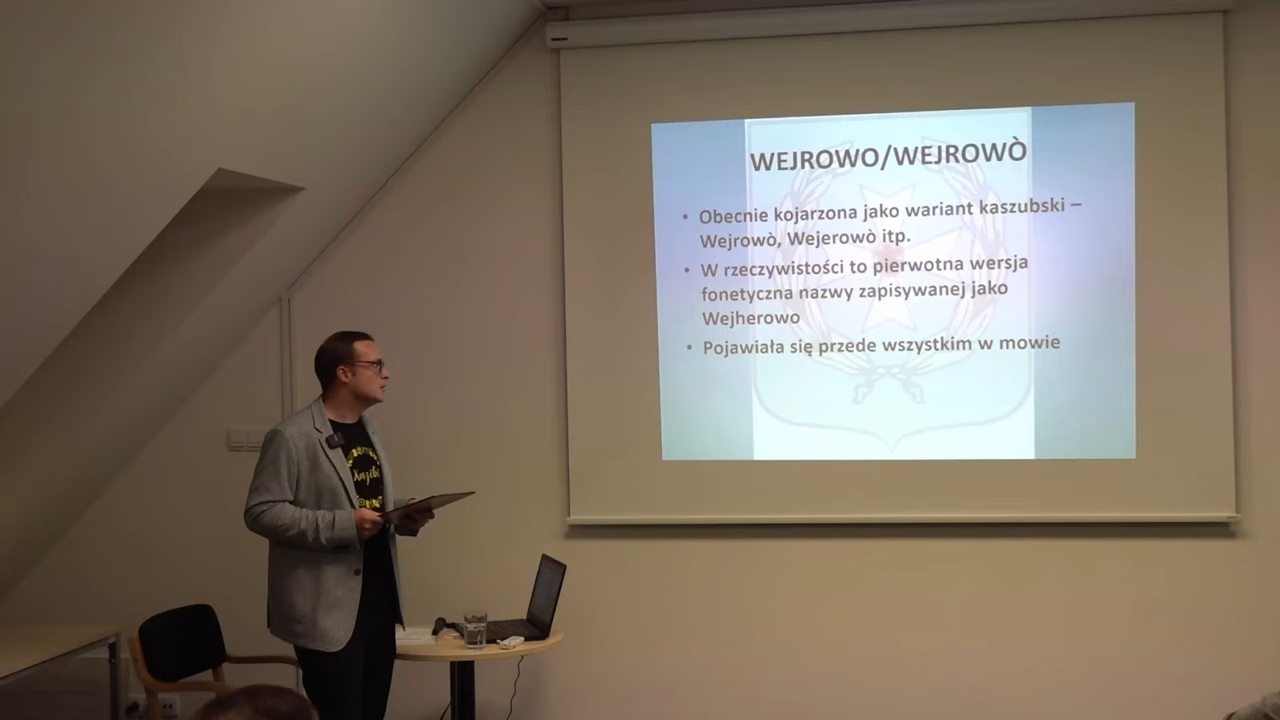 WEJROWO/WEJROWÒ
• Obecnie kojarzona jako wariant kaszubski –
Wejrowò, Wejerowò itp.
• W rzeczywistości to pierwotna wersja
fonetyczna nazwy zapisywanej jako
Wejherowo
• Pojawiała się przede wszystkim w mowie